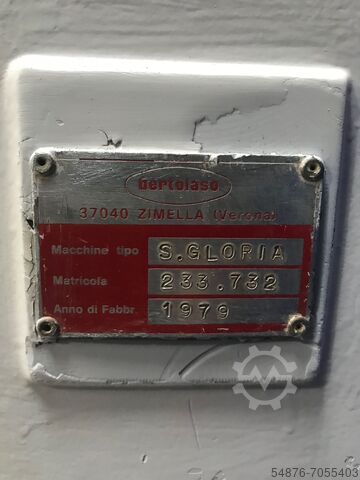 bertolaso
37040 ZIMELLA (Verona)
Macchine tipo S.GLORIA
Matricola 233.732
Anno di Fabbr. 1979
54876-7055403